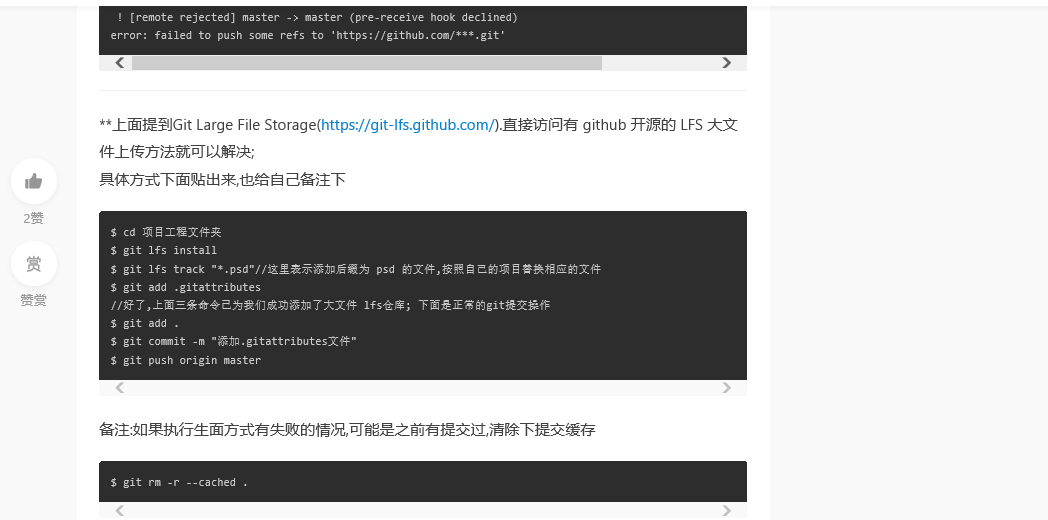 ! [remote rejected] master -> master (pre-receive hook declined)
error: failed to push some refs to 'https://github.com/***.git'
**上面提到Git Large File Storage(https://git-lfs.github.com/).直接访问有 github 开源的 LFS 大文
件上传方法就可以解决;
具体方式下面贴出来,也给自己备注下
2赞
赏
赞赏
$ cd 项目工程文件夹
$ git lfs install
$ git lfs track "*.psd"//这里表示添加后缀为 psd 的文件,按照自己的项目替换相应的文件
$ git add .gitattributes
//好了,上面三条命令已为我们成功添加了大文件 lfs仓库; 下面是正常的git提交操作
$ git add .
$ git commit -m "添加.gitattributes文件"
$ git push origin master
备注:如果执行生面方式有失败的情况,可能是之前有提交过,清除下提交缓存
$ git rm -r --cached .